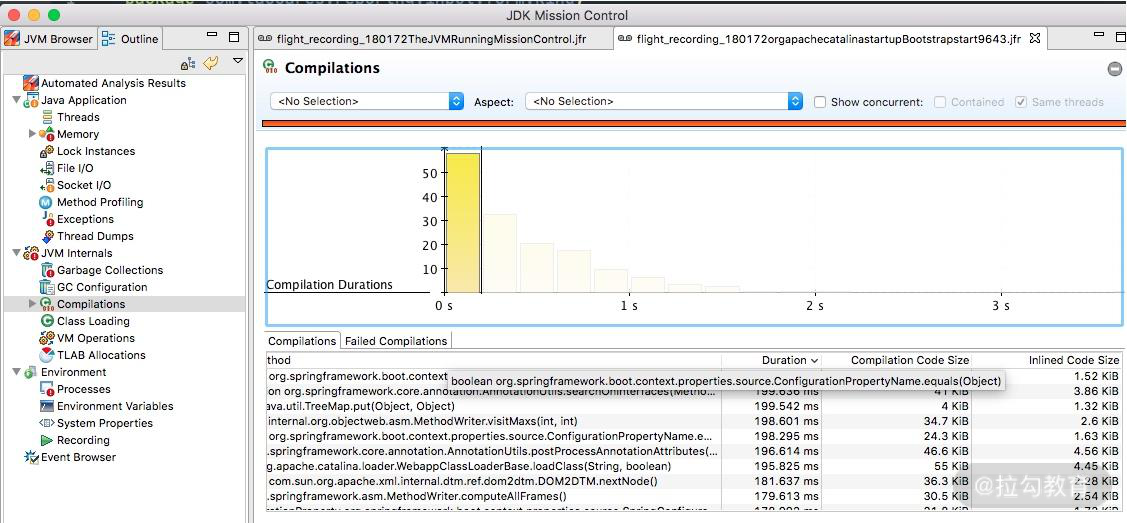 JDK Mission Control
JVM Browser
Outline
flight_recording_180172TheJVMRunningMissionControl.jfr
flight_recording_180172orgapachecatalinastartupBootstrapstart9643.jfr
Automated Analysis Results
Java Application
Threads
Memory
Lock Instances
File I/O
Socket I/O
Method Profiling
Exceptions
Thread Dumps
JVM Internals
Garbage Collections
GC Configuration
Compilations
Class Loading
VM Operations
TLAB Allocations
Environment
Processes
Environment Variables
System Properties
Recording
Event Browser
Compilations
<No Selection> Aspect: <No Selection> Show concurrent: Contained Same threads
50
40
30
20
10
Compilation Durations
0 s 1 s 2 s 3 s
Compilations Failed Compilations
thod Duration Compilation Code Size Inlined Code Size
org.springframework.boot.context 1.52 KiB
boolean org.springframework.boot.context.properties.source.ConfigurationPropertyName.equals(Object)
on org.springframework.core.annotation.AnnotationUtils.searchOnInterfaces(Metho... 199.636 ms 41 KiB 3.86 KiB
ava.util.TreeMap.put(Object, Object) 199.542 ms 4 KiB 1.32 KiB
internal.org.objectweb.asm.MethodWriter.visitMaxs(int, int) 198.601 ms 34.7 KiB 2.6 KiB
org.springframework.boot.context.properties.source.ConfigurationPropertyName.e... 198.295 ms 24.3 KiB 1.63 KiB
.springframework.core.annotation.AnnotationUtils.postProcessAnnotationAttributes(... 196.614 ms 46.6 KiB 4.56 KiB
g.apache.catalina.loader.WebappClassLoaderBase.loadClass(String, boolean) 195.825 ms 55 KiB 4.45 KiB
com.sun.org.apache.xml.internal.dtm.ref.dom2dtm.DOM2DTM.nextNode() 181.637 ms 36.3 KiB 2.28 KiB
.springframework.asm.MethodWriter.computeAllFrames() 179.613 ms 30.5 KiB 2.54 KiB
@拉勾教育